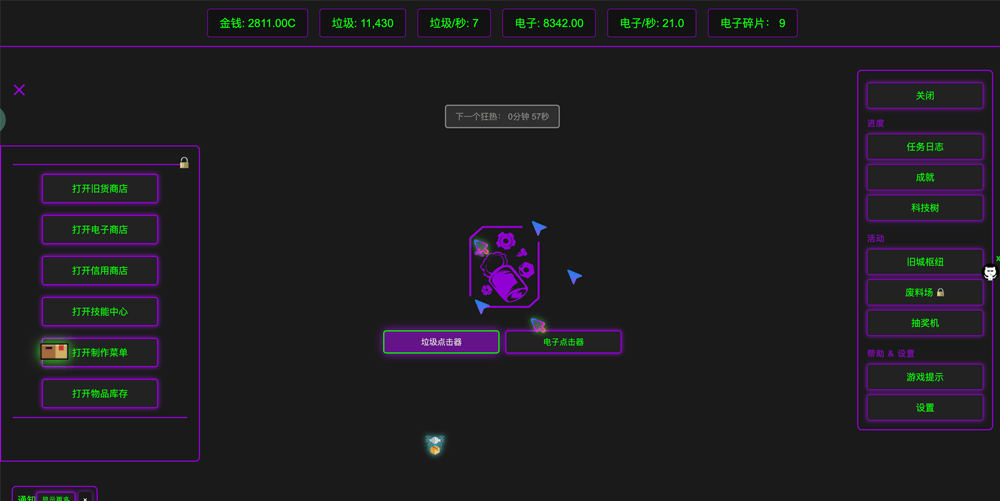 金钱: 2811.00C
垃圾: 11,430
垃圾/秒: 7
电子: 8342.00
电子/秒: 21.0
电子碎片： 9
下一个狂热： 0分钟 57秒
打开旧货商店
打开电子商店
打开信用商店
打开技能中心
打开制作菜单
打开物品库存
垃圾点击器
电子点击器
关闭
进度
任务日志
成就
科技树
活动
旧城枢纽
废料场
抽奖机
帮助 & 设置
游戏提示
设置
x
通知
显示更多